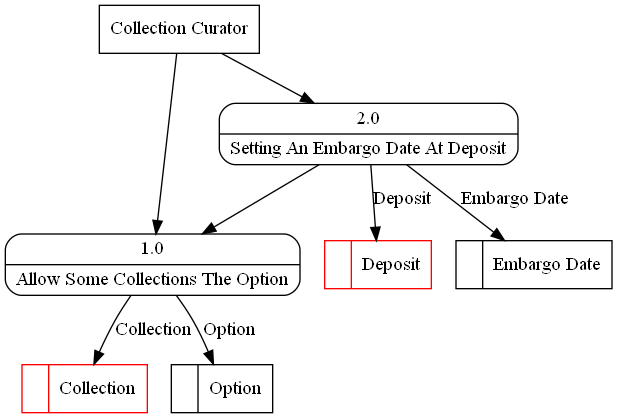 Collection Curator
2.0
Setting An Embargo Date At Deposit
Deposit
Embargo Date
1.0
Allow Some Collections The Option
Deposit
Embargo Date
Collection
Option
Collection
Option